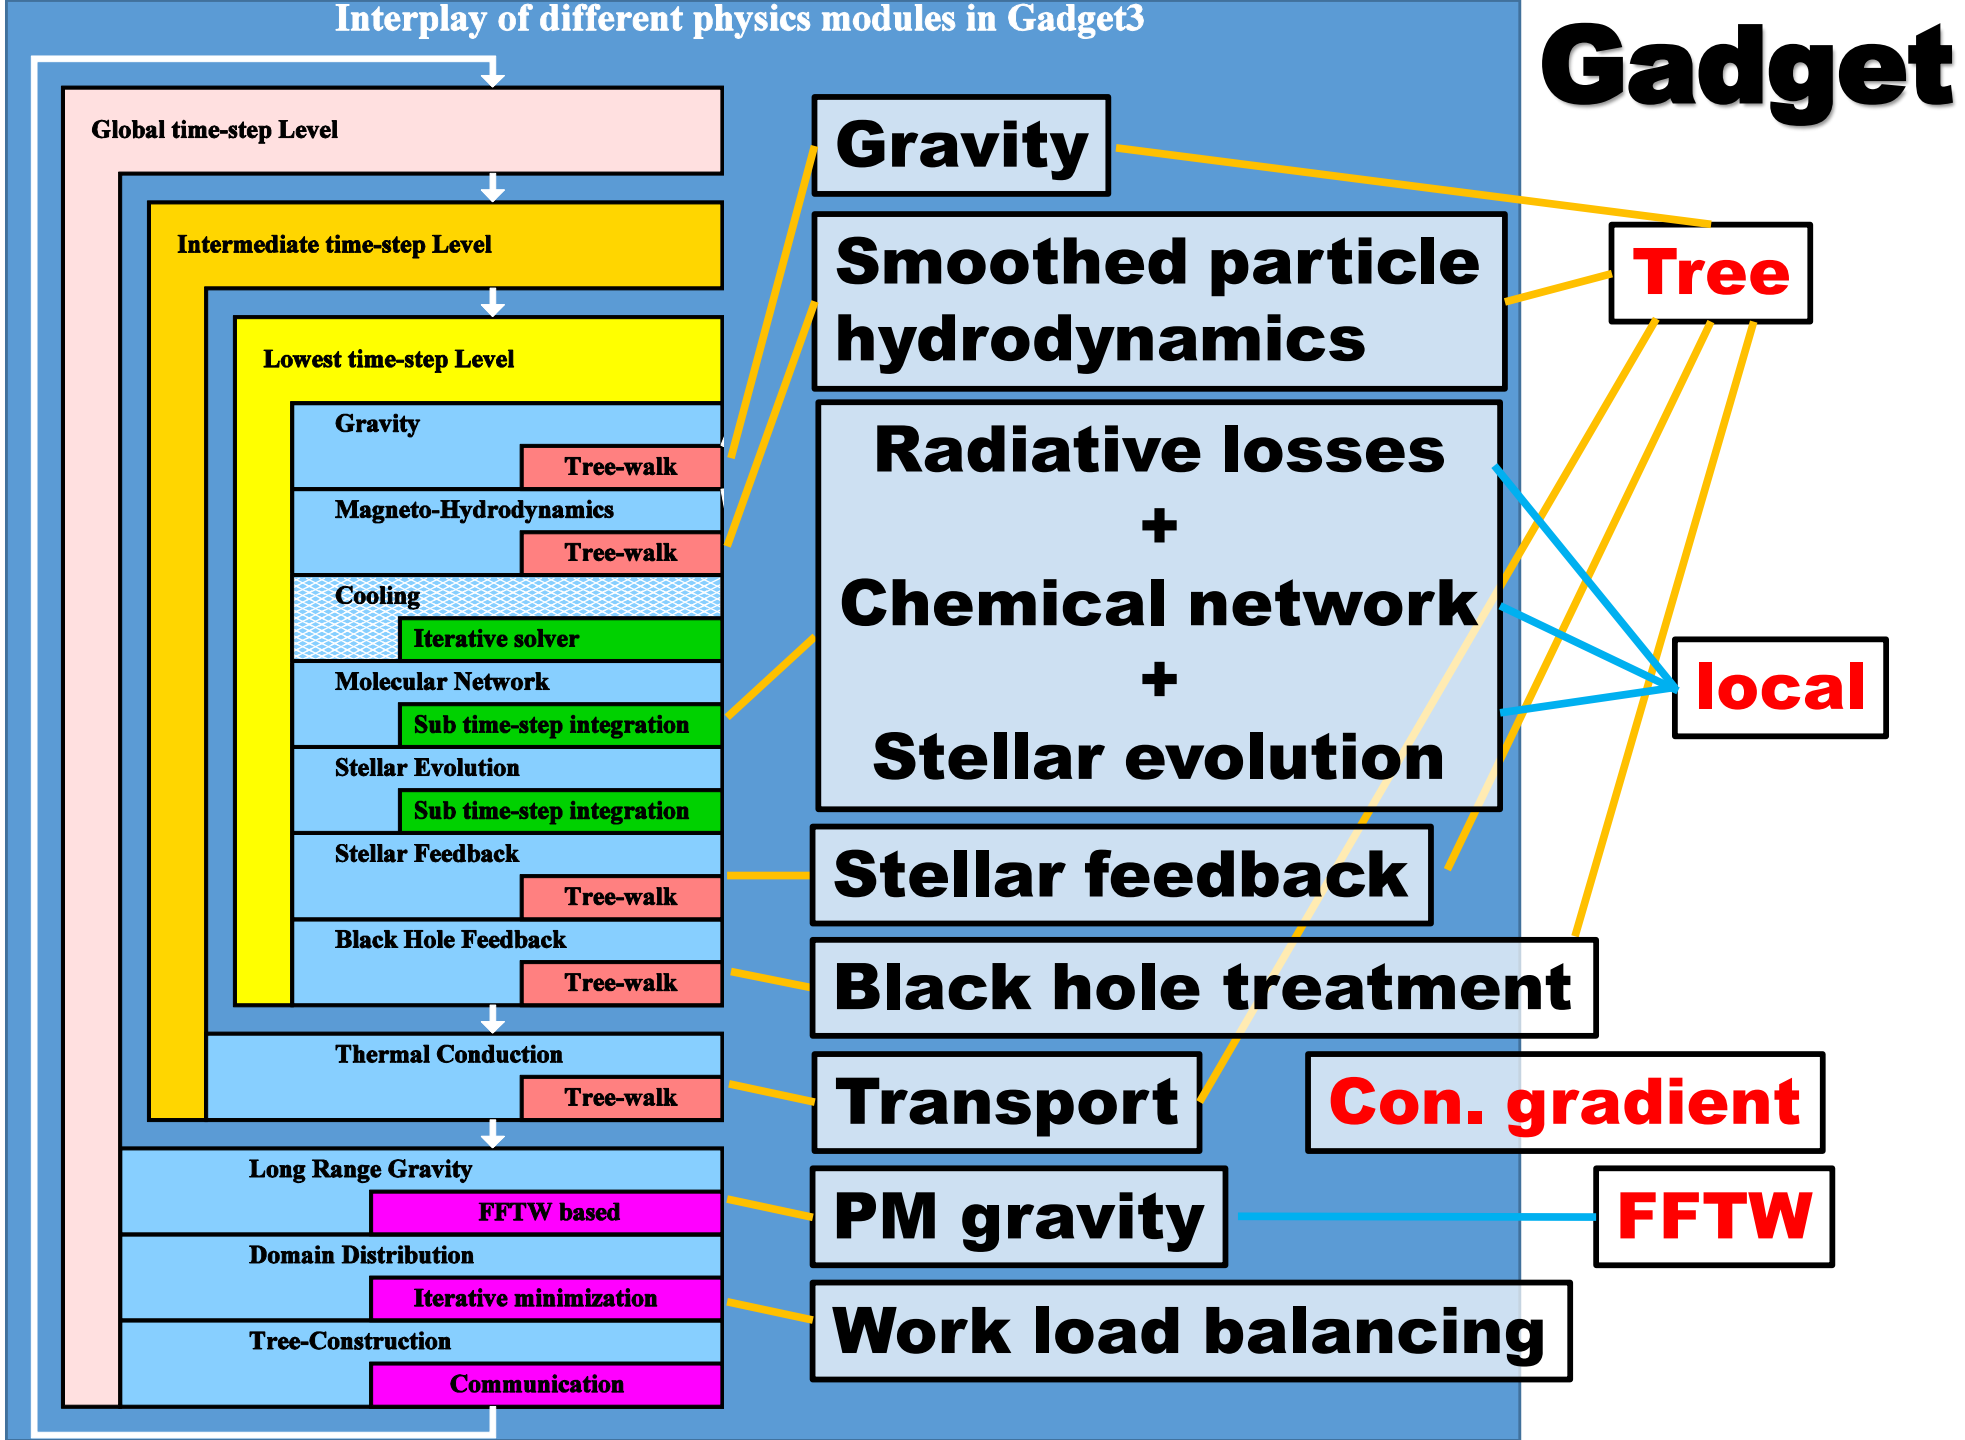 Interplay of different physics modules in Gadget3
Gadget
Global time-step Level
Intermediate time-step Level
Lowest time-step Level
Gravity
Tree-walk
Magneto-Hydrodynamics
Tree-walk
Cooling
Iterative solver
Molecular Network
Sub time-step integration
Stellar Evolution
Sub time-step integration
Stellar Feedback
Tree-walk
Black Hole Feedback
Tree-walk
Thermal Conduction
Tree-walk
Long Range Gravity
FFTW based
Domain Distribution
Iterative minimization
Tree-Construction
Communication
Gravity
Smoothed particle
hydrodynamics
Radiative losses
+
Chemical network
+
Stellar evolution
Stellar feedback
Black hole treatment
Transport
PM gravity
Work load balancing
Tree
local
Con. gradient
FFTW